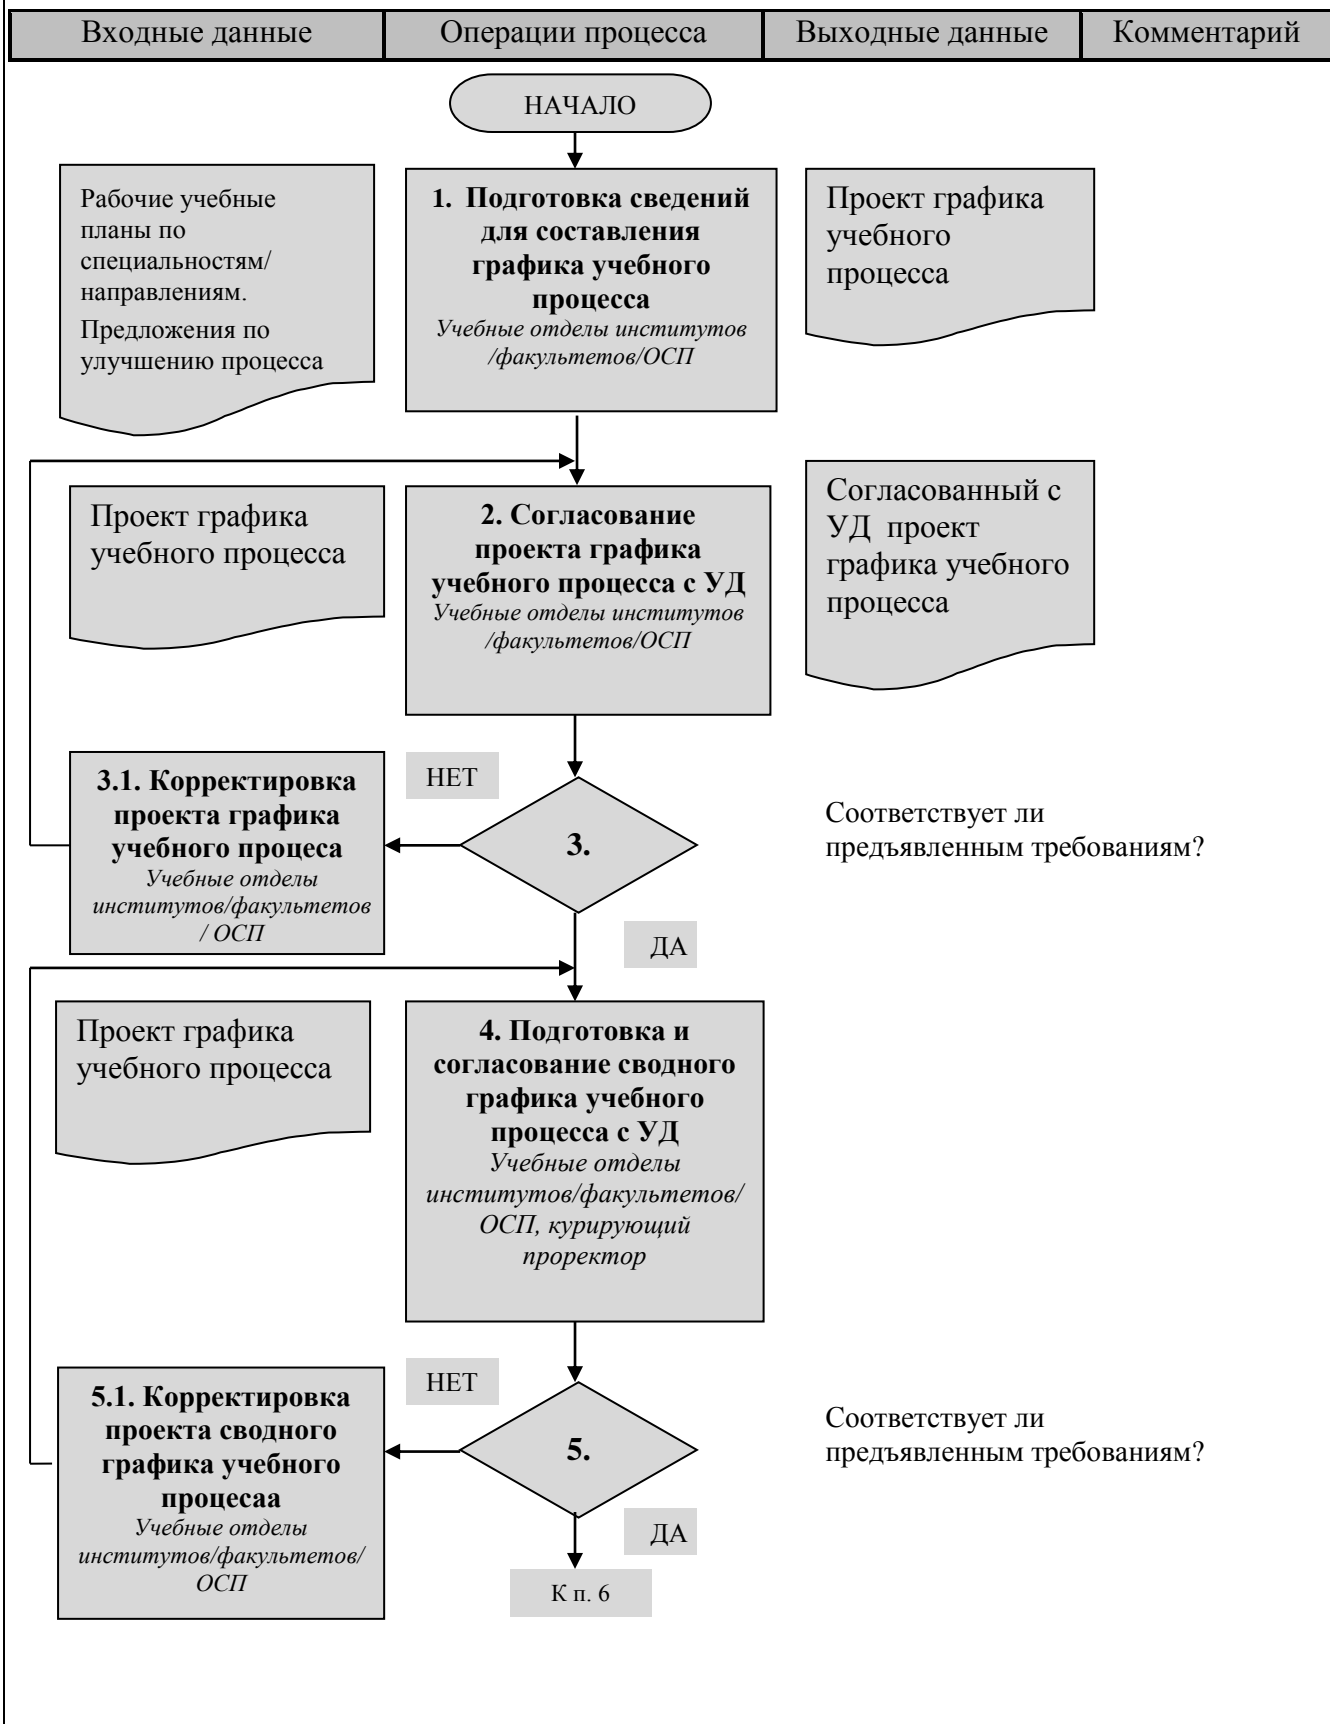 Входные данные
Операции процесса
Выходные данные
Комментарий
НАЧАЛО
Рабочие учебные
планы по
специальностям/
направлениям.
Предложения по
улучшению процесса
1. Подготовка сведений
для составления
графика учебного
процесса
Учебные отделы институтов
/факультетов/ОСП
Проект графика
учебного
процесса
Проект графика
учебного процесса
2. Согласование
проекта графика
учебного процесса с УД
Учебные отделы институтов
/факультетов/ОСП
Согласованный с
УД проект
графика учебного
процесса
3.1. Корректировка
проекта графика
учебного процеса
Учебные отделы
институтов/факультетов
/ ОСП
НЕТ
3.
Соответствует ли
предъявленным требованиям?
ДА
Проект графика
учебного процесса
4. Подготовка и
согласование сводного
графика учебного
процесса с УД
Учебные отделы
институтов/факультетов/
ОСП, курирующий
проректор
5.1. Корректировка
проекта сводного
графика учебного
процесаа
Учебные отделы
институтов/факультетов/
ОСП
НЕТ
5.
Соответствует ли
предъявленным требованиям?
ДА
К п. 6